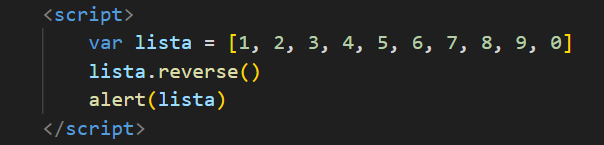 <script>
var lista = [1, 2, 3, 4, 5, 6, 7, 8, 9, 0]
lista.reverse()
alert(lista)
</script>